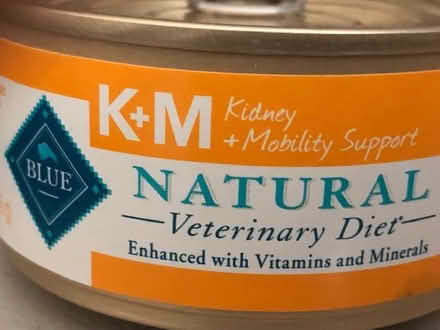 K+M Kidney
+ Mobility Support
BLUE
NATURAL
Veterinary Diet
Enhanced with Vitamins and Minerals